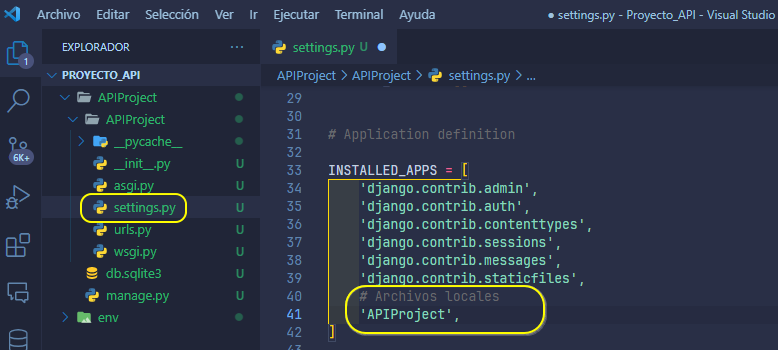 Archivo Editar Selección Ver Ir Ejecutar Terminal Ayuda ● settings.py - Proyecto_API - Visual Studio
EXPLORADOR ...
settings.py U ●
PROYECTO_API
APIProject > APIProject > settings.py > ...
APIProject
APIProject
__pycache__
__init__.py U
asgi.py U
settings.py U
urls.py U
wsgi.py U
db.sqlite3 U
manage.py U
env
1
6K+
29
30
31 # Application definition
32
33 INSTALLED_APPS = [
34 'django.contrib.admin',
35 'django.contrib.auth',
36 'django.contrib.contenttypes',
37 'django.contrib.sessions',
38 'django.contrib.messages',
39 'django.contrib.staticfiles',
40 # Archivos locales
41 'APIProject',
42 ]
43